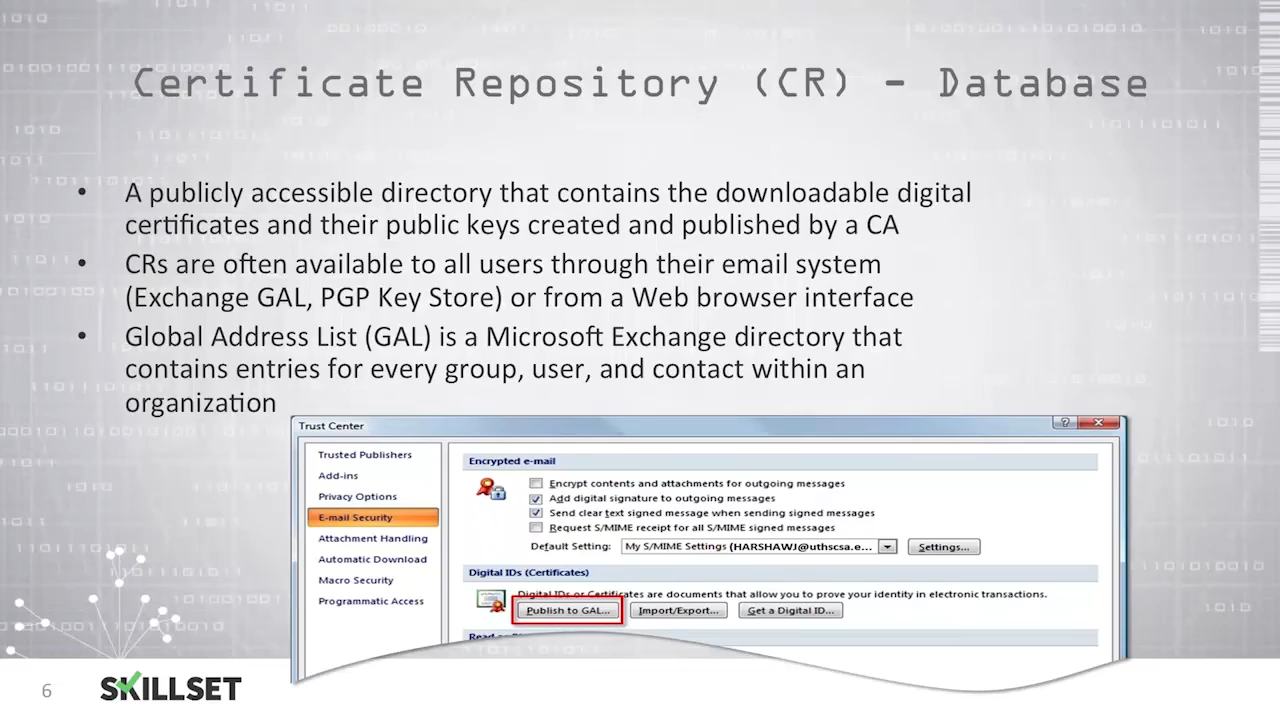 Certificate Repository (CR) – Database
• A publicly accessible directory that contains the downloadable digital
certificates and their public keys created and published by a CA
• CRs are often available to all users through their email system
(Exchange GAL, PGP Key Store) or from a Web browser interface
• Global Address List (GAL) is a Microsoft Exchange directory that
contains entries for every group, user, and contact within an
organization
Trust Center
Trusted Publishers
Add-ins
Privacy Options
E-mail Security
Attachment Handling
Automatic Download
Macro Security
Programmatic Access
Encrypted e-mail
Encrypt contents and attachments for outgoing messages
Add digital signature to outgoing messages
Send clear text signed message when sending signed messages
Request S/MIME receipt for all S/MIME signed messages
Default Setting: My S/MIME Settings (HARSHAWJ@uthscsa.e... Settings...
Digital IDs (Certificates)
Digital IDs or Certificates are documents that allow you to prove your identity in electronic transactions.
Publish to GAL... Import/Export... Get a Digital ID...
6 SKILLSET